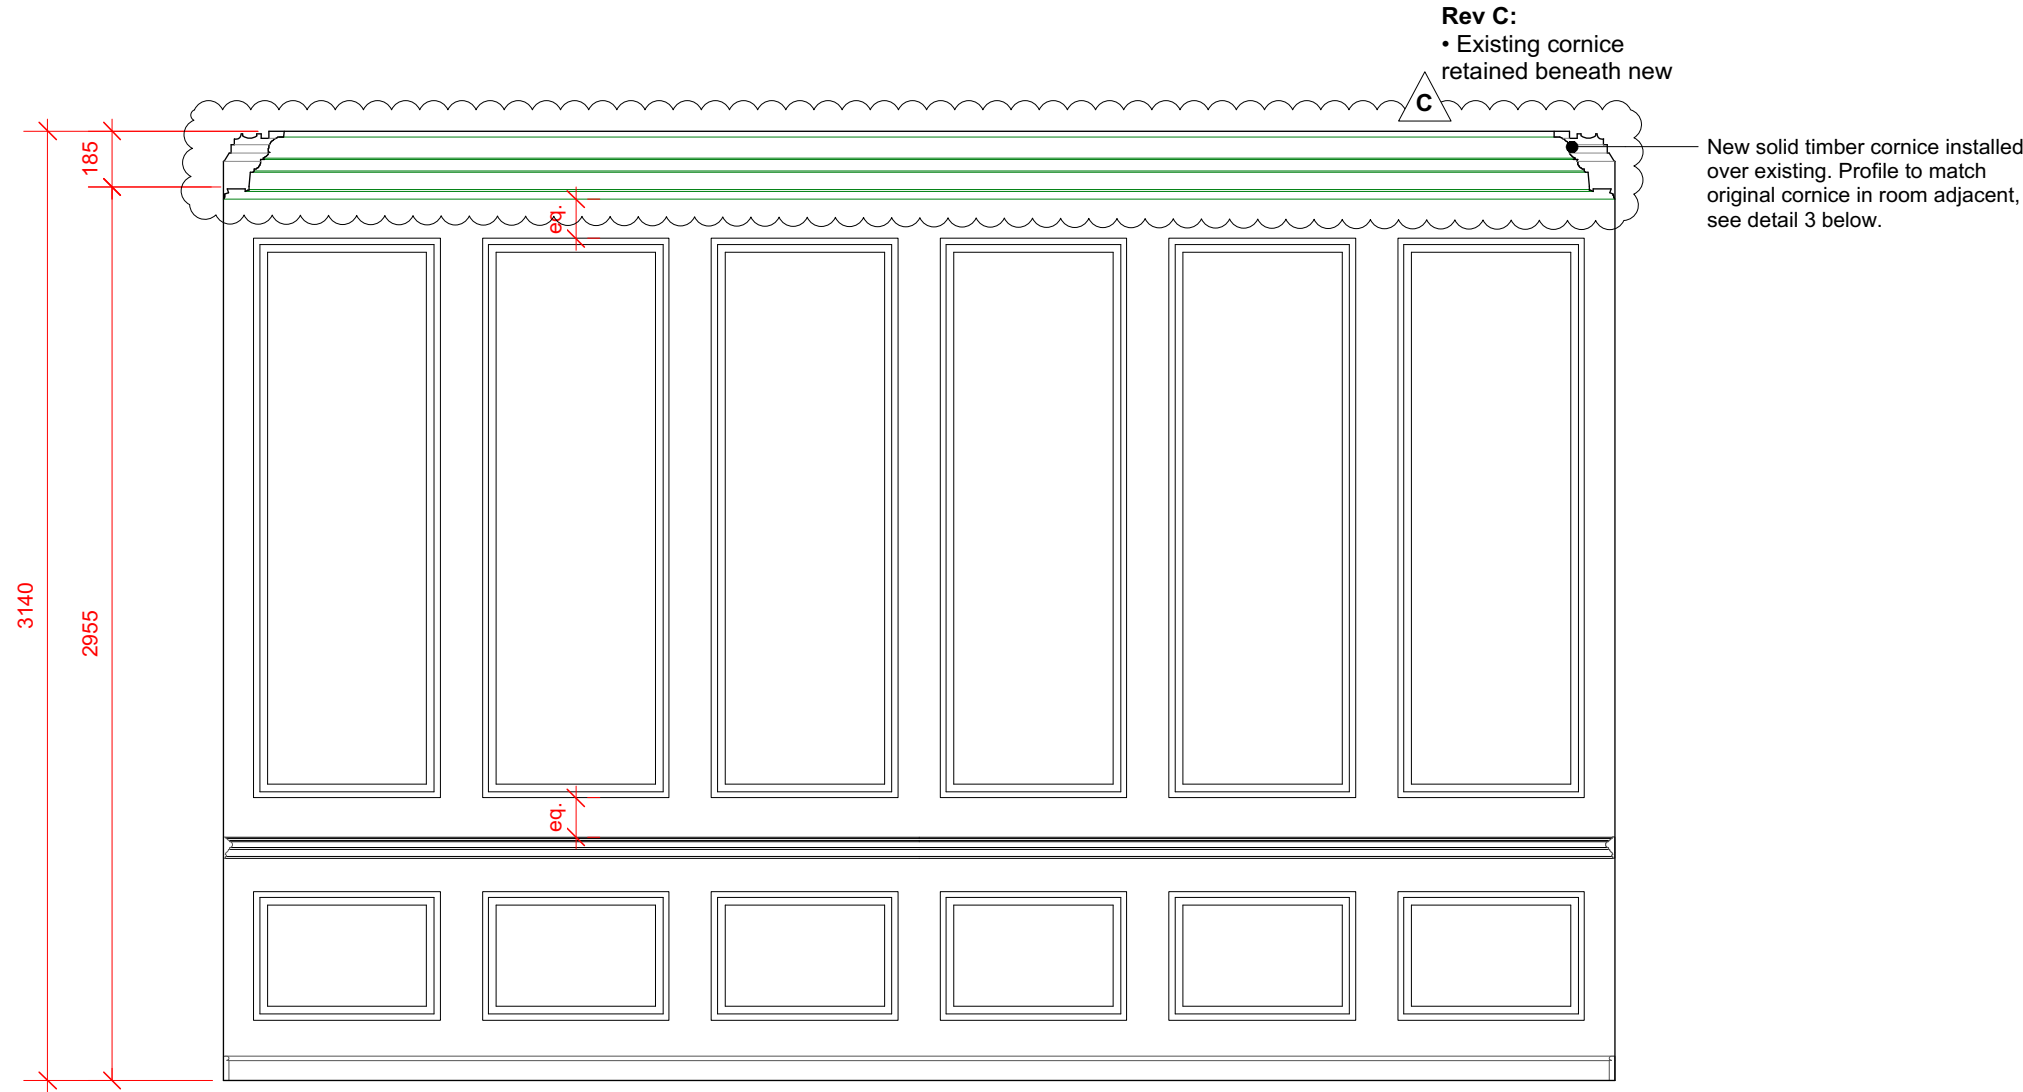 Rev C:
• Existing cornice
retained beneath new
C
New solid timber cornice installed
over existing. Profile to match
original cornice in room adjacent,
see detail 3 below.
185
eq.
3140
2955
eq.